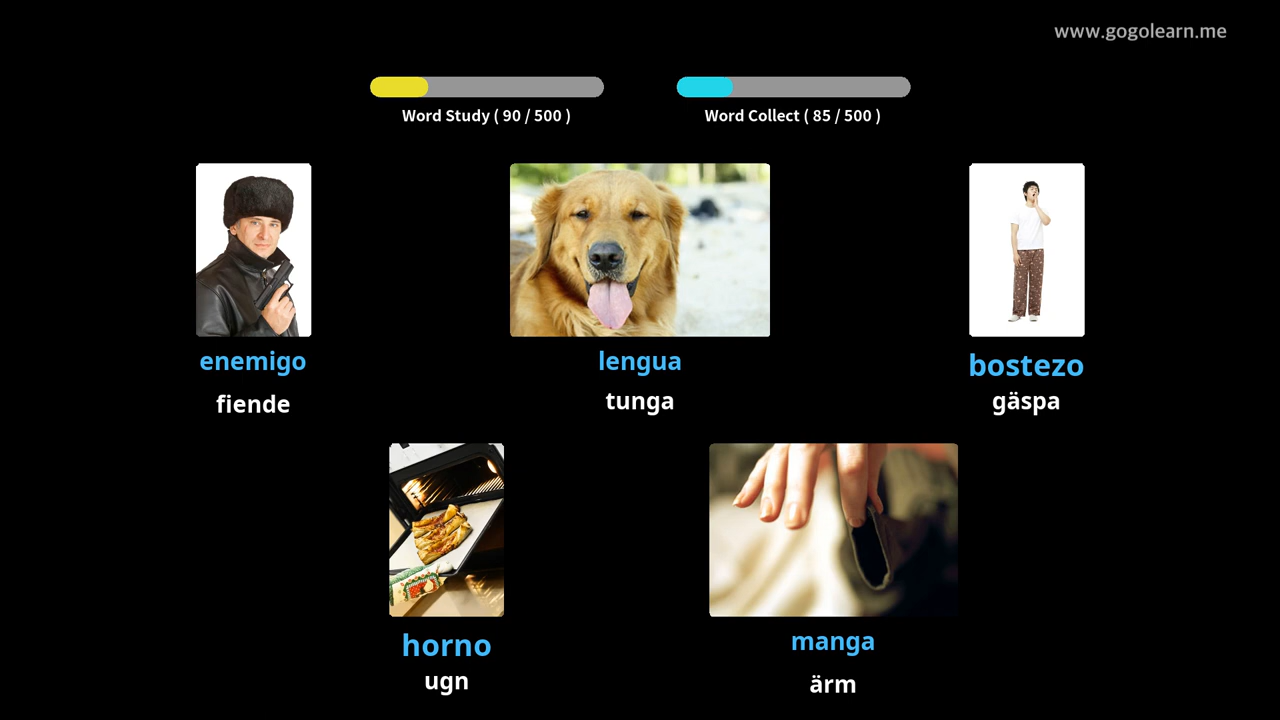 www.gogolearn.me
Word Study ( 90 / 500 )
Word Collect ( 85 / 500 )
enemigo
fiende
lengua
tunga
bostezo
gäspa
horno
ugn
manga
ärm